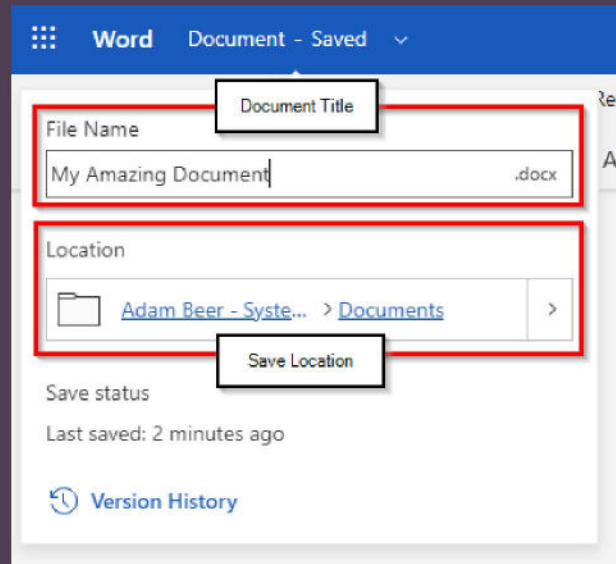 Word Document - Saved
Document Title
Re
File Name
A
My Amazing Document .docx
Location
Adam Beer - Syste... > Documents >
Save Location
Save status
Last saved: 2 minutes ago
Version History